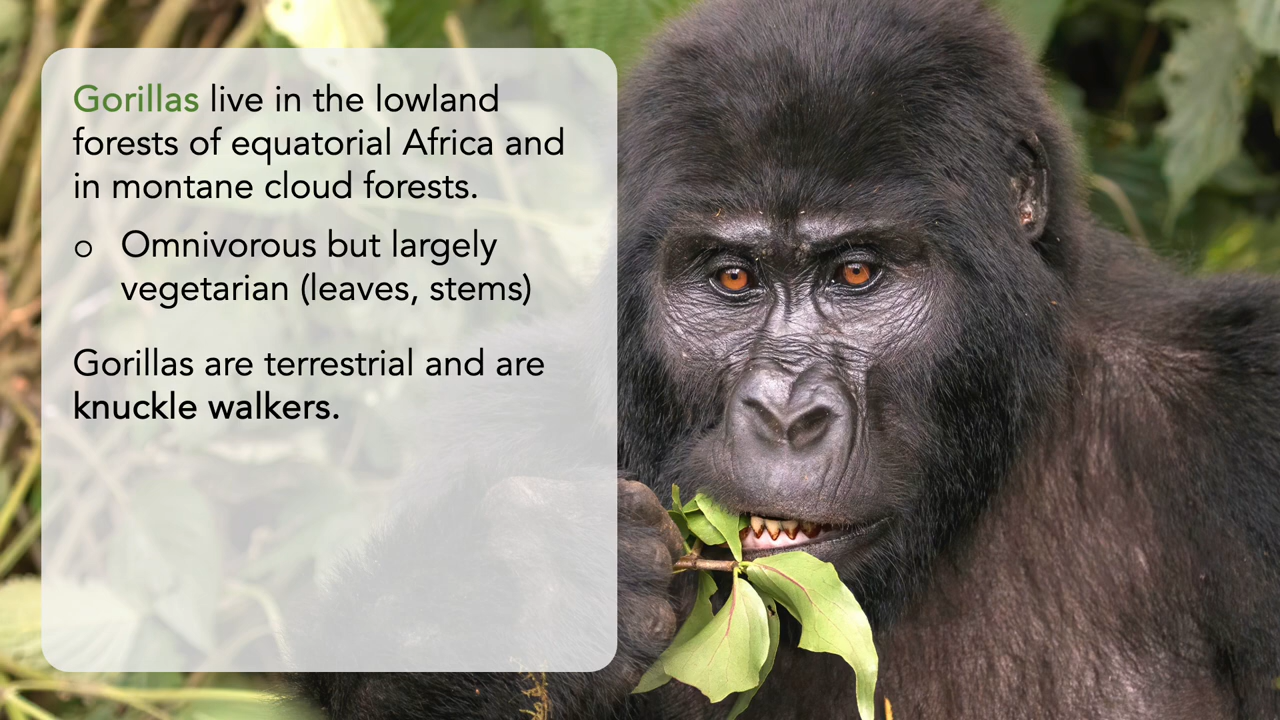 Gorillas live in the lowland
forests of equatorial Africa and
in montane cloud forests.
o Omnivorous but largely
vegetarian (leaves, stems)
Gorillas are terrestrial and are
knuckle walkers.